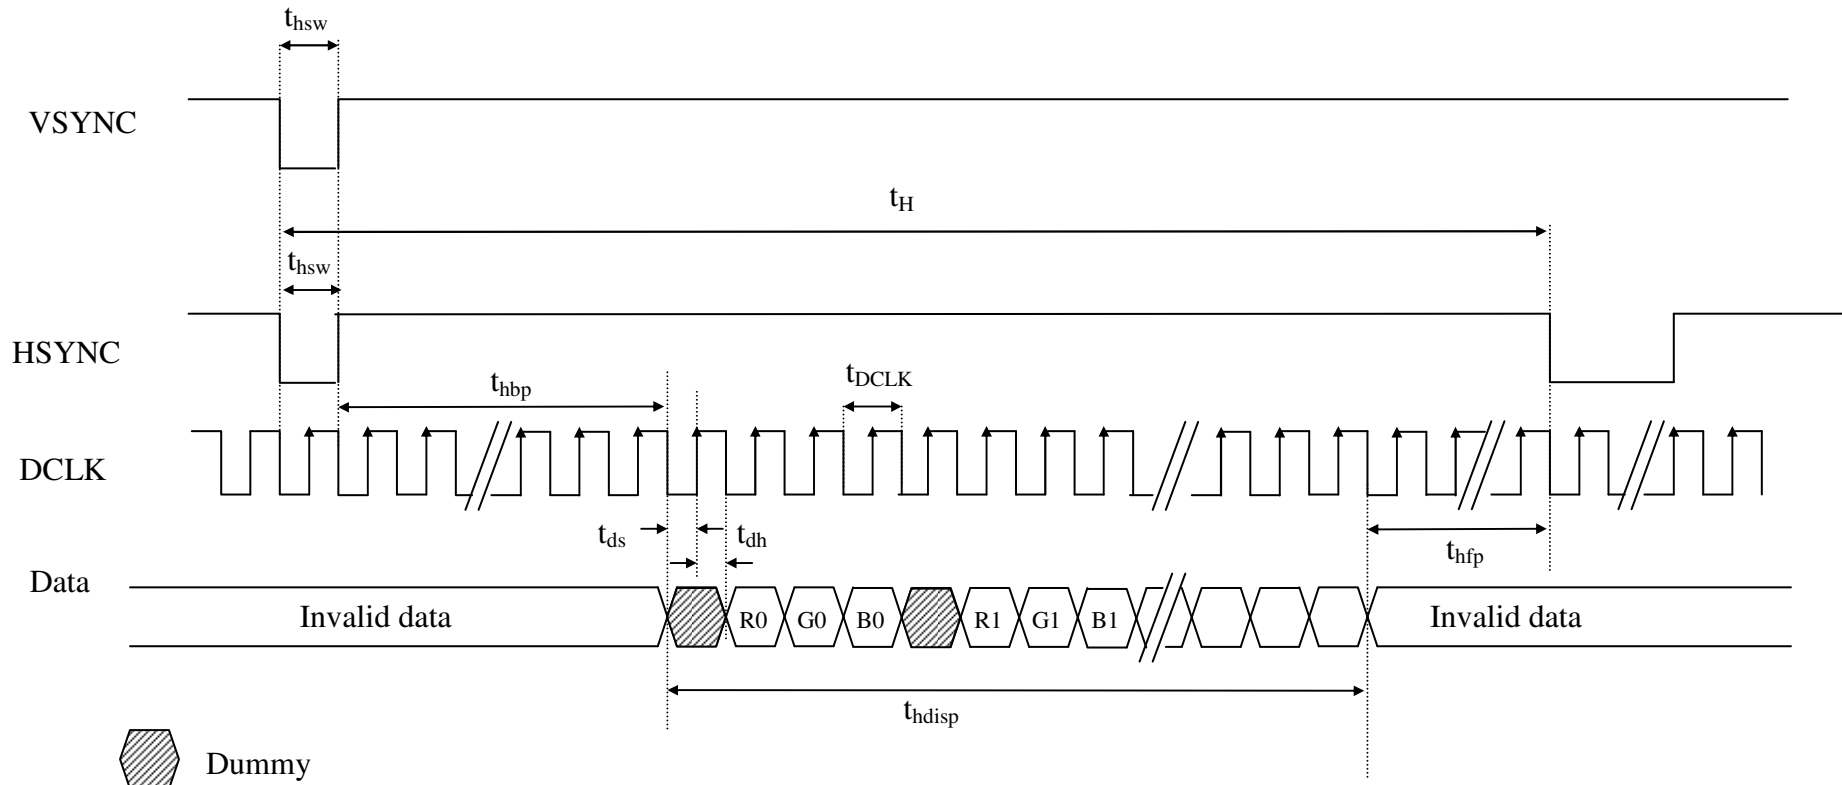 t_hsw
VSYNC
t_H
t_hsw
HSYNC
t_hbp
t_DCLK
DCLK
t_ds
t_dh
t_hfp
Data
Invalid data
R0
G0
B0
R1
G1
B1
Invalid data
t_hdisp
Dummy